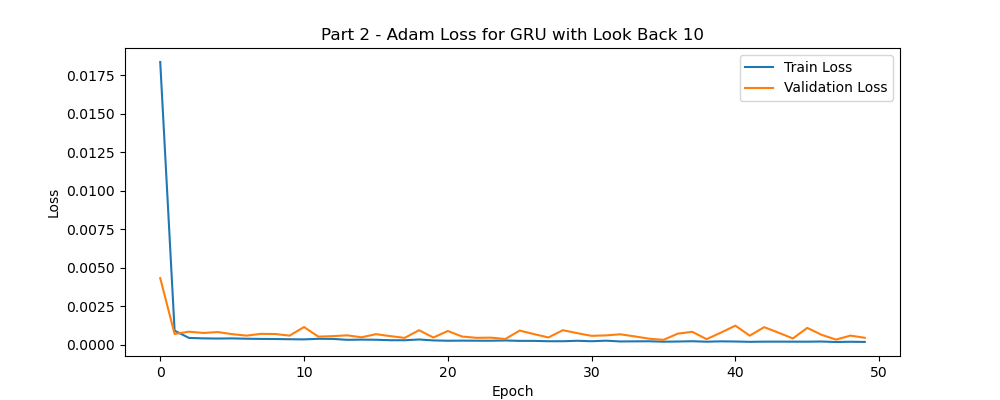 Part 2 - Adam Loss for GRU with Look Back 10
Train Loss
Validation Loss
0.0175
0.0150
0.0125
0.0100
0.0075
0.0050
0.0025
0.0000
Loss
0 10 20 30 40 50
Epoch